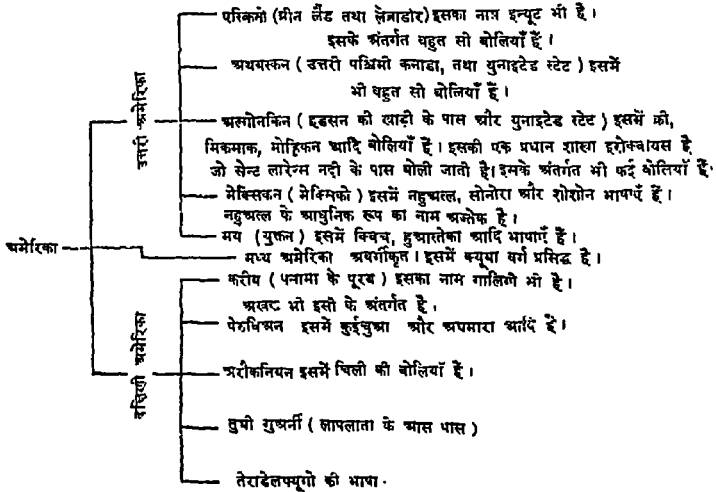 एस्किमो (ग्रीन लैंड तथा लेब्राडोर) इसका नाम इन्यूट भी है।
इसके अंतर्गत बहुत सी बोलियाँ हैं।
अथवस्कन (उत्तरी पश्चिमी कनाडा, तथा युनाइटेड स्टेट) इसमें
भी बहुत सी बोलियाँ हैं।
उत्तरी अमेरिका
अल्गोनकिन (हडसन की खाड़ी के पास और युनाइटेड स्टेट) इसमें क्री,
मिकमाक, मोहिकन आदि बोलियाँ हैं। इसकी एक प्रधान शाखा इरोक्वायस है
जो सेन्ट लारेन्स नदी के पास बोली जाती है। इसके अंतर्गत भी कई बोलियाँ हैं.
मेक्सिकन (मेक्सिको) इसमें नहुअत्ल, सोनोरा और शोशोन भाषाएँ हैं।
नहुअत्ल के आधुनिक रूप का नाम अज़्तेक है।
मय (युक्तन) इसमें क्विच, हुआस्तेका आदि भाषाएँ हैं।
अमेरिका
मध्य अमेरिका अवर्गीकृत। इसमें क्यूबा वर्ग प्रसिद्ध है।
करीब (पनामा के पूरब) इसका नाम गालिबी भी है।
अरवक भी इसी के अंतर्गत है.
दक्षिणी अमेरिका
पेरुविअन इसमें कुईचुआ और अयमारा आदि हैं।
अरौकनियन इसमें चिली की बोलियाँ हैं।
तुपी गुअर्नी (लाप्लाता के आस पास)
तेराडेलफ्यूगो की भाषा.